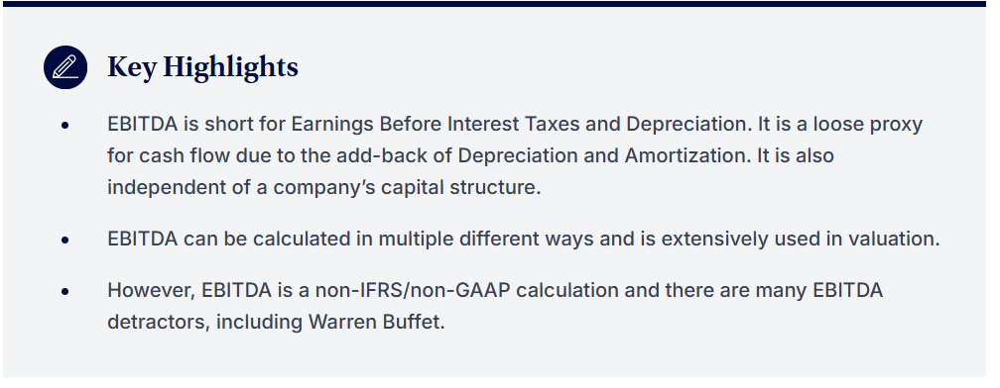 Key Highlights
EBITDA is short for Earnings Before Interest Taxes and Depreciation. It is a loose proxy
for cash flow due to the add-back of Depreciation and Amortization. It is also
independent of a company’s capital structure.
EBITDA can be calculated in multiple different ways and is extensively used in valuation.
However, EBITDA is a non-IFRS/non-GAAP calculation and there are many EBITDA
detractors, including Warren Buffet.